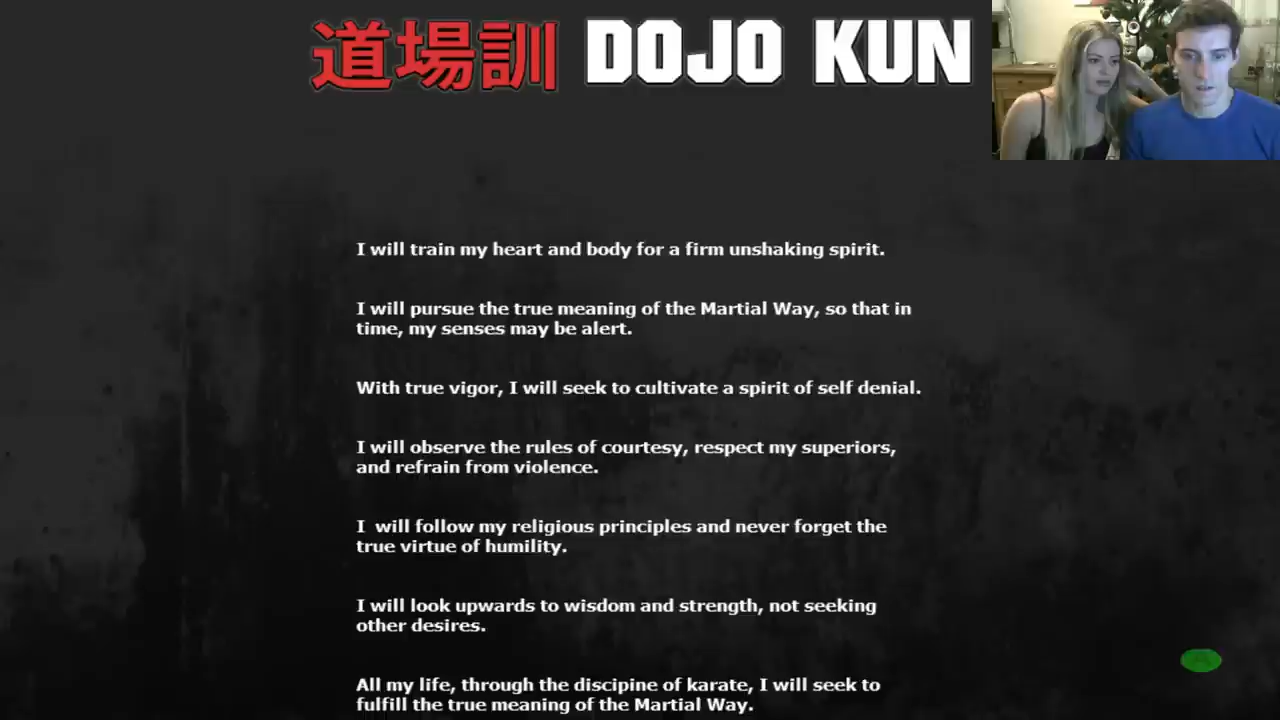 道場訓 DOJO KUN
I will train my heart and body for a firm unshaking spirit.
I will pursue the true meaning of the Martial Way, so that in
time, my senses may be alert.
With true vigor, I will seek to cultivate a spirit of self denial.
I will observe the rules of courtesy, respect my superiors,
and refrain from violence.
I  will follow my religious principles and never forget the
true virtue of humility.
I will look upwards to wisdom and strength, not seeking
other desires.
All my life, through the discipine of karate, I will seek to
fulfill the true meaning of the Martial Way.